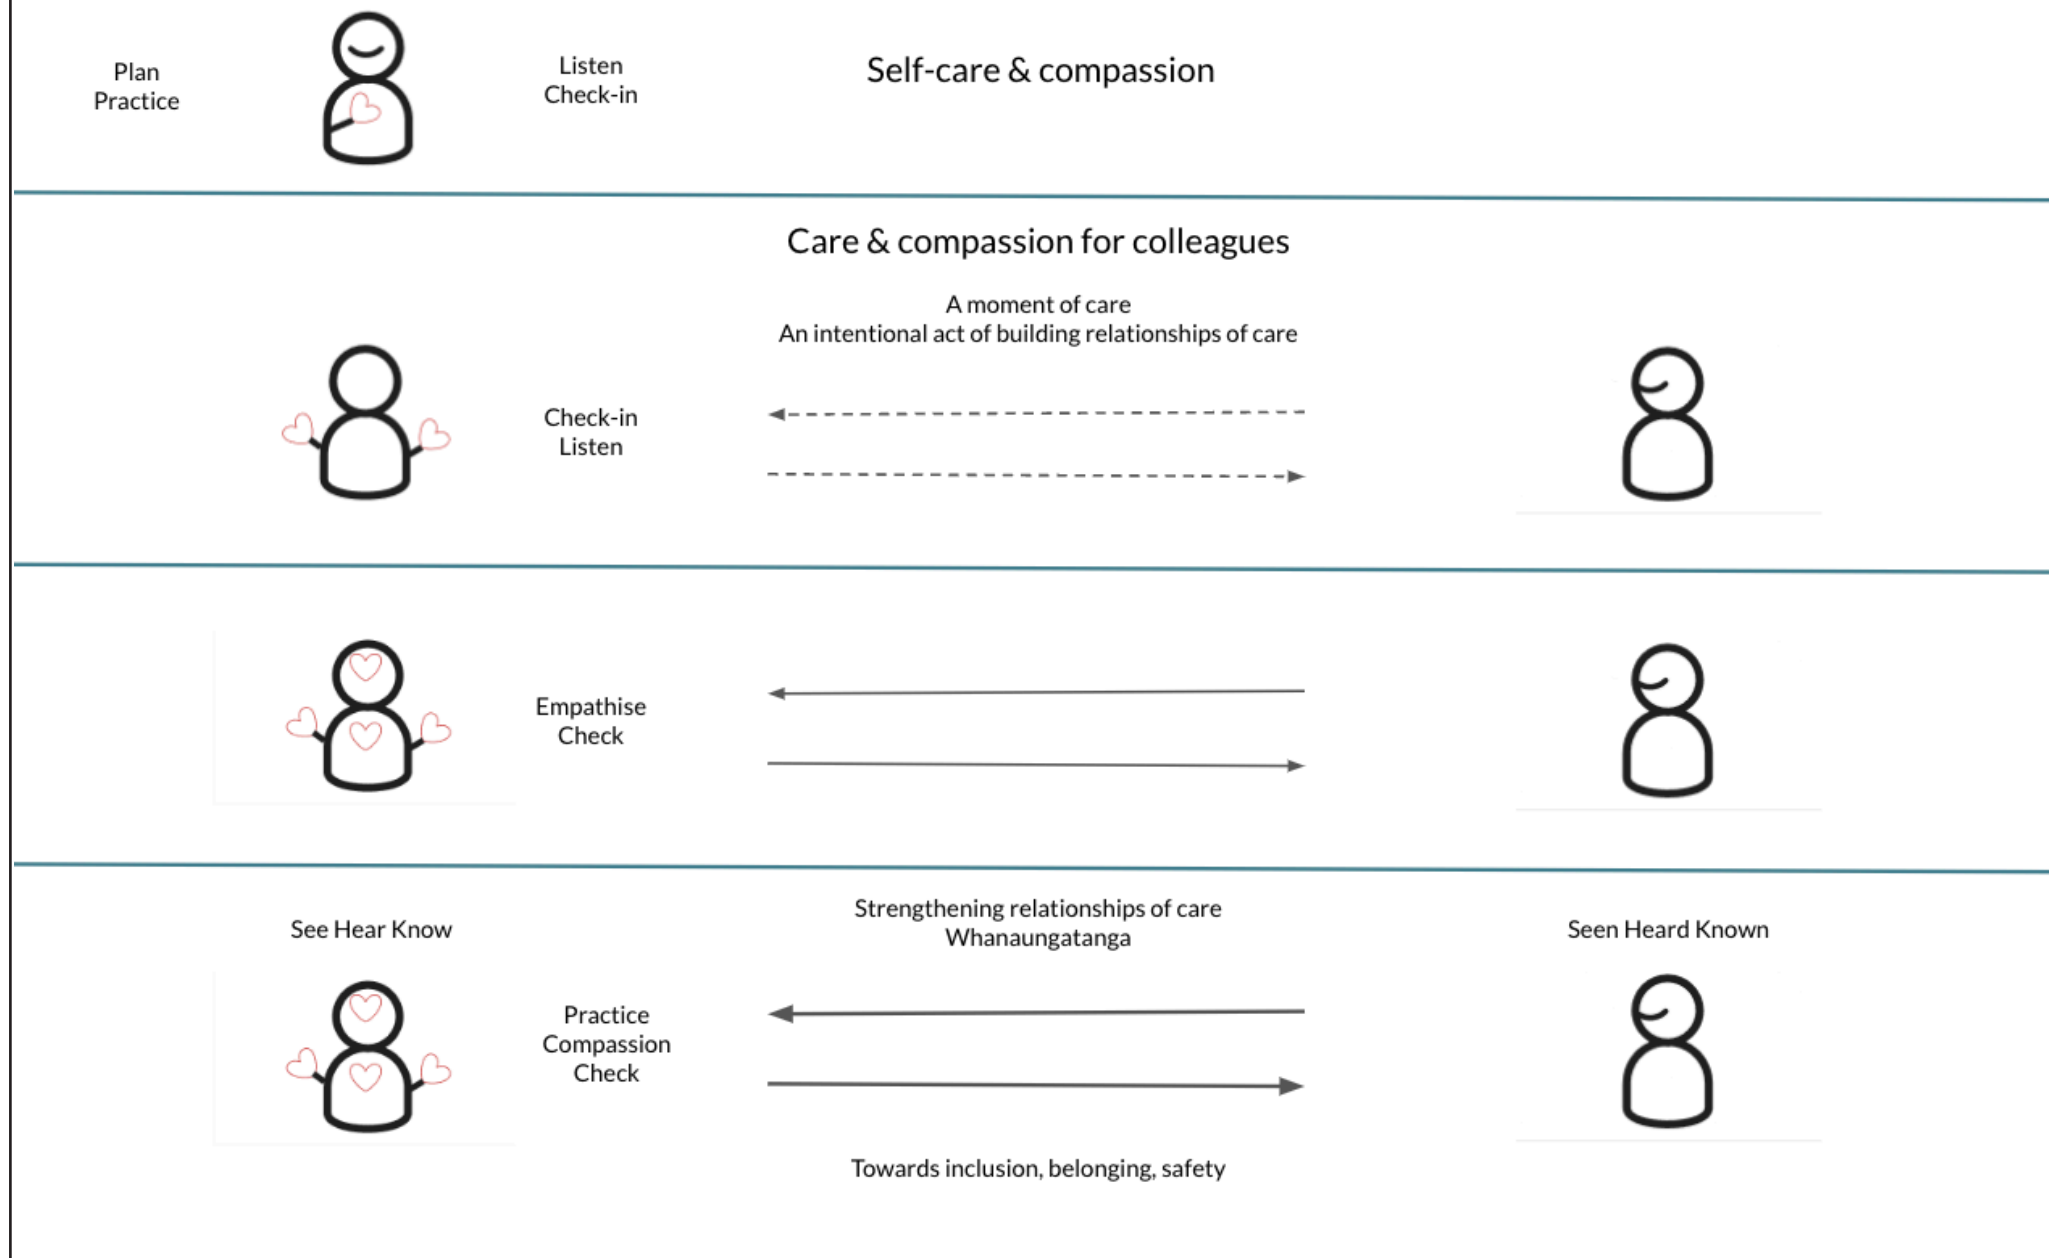 Plan
Practice
Listen
Check-in
Self-care & compassion
Care & compassion for colleagues
A moment of care
An intentional act of building relationships of care
Check-in
Listen
Empathise
Check
See Hear Know
Strengthening relationships of care
Whanaungatanga
Seen Heard Known
Practice
Compassion
Check
Towards inclusion, belonging, safety